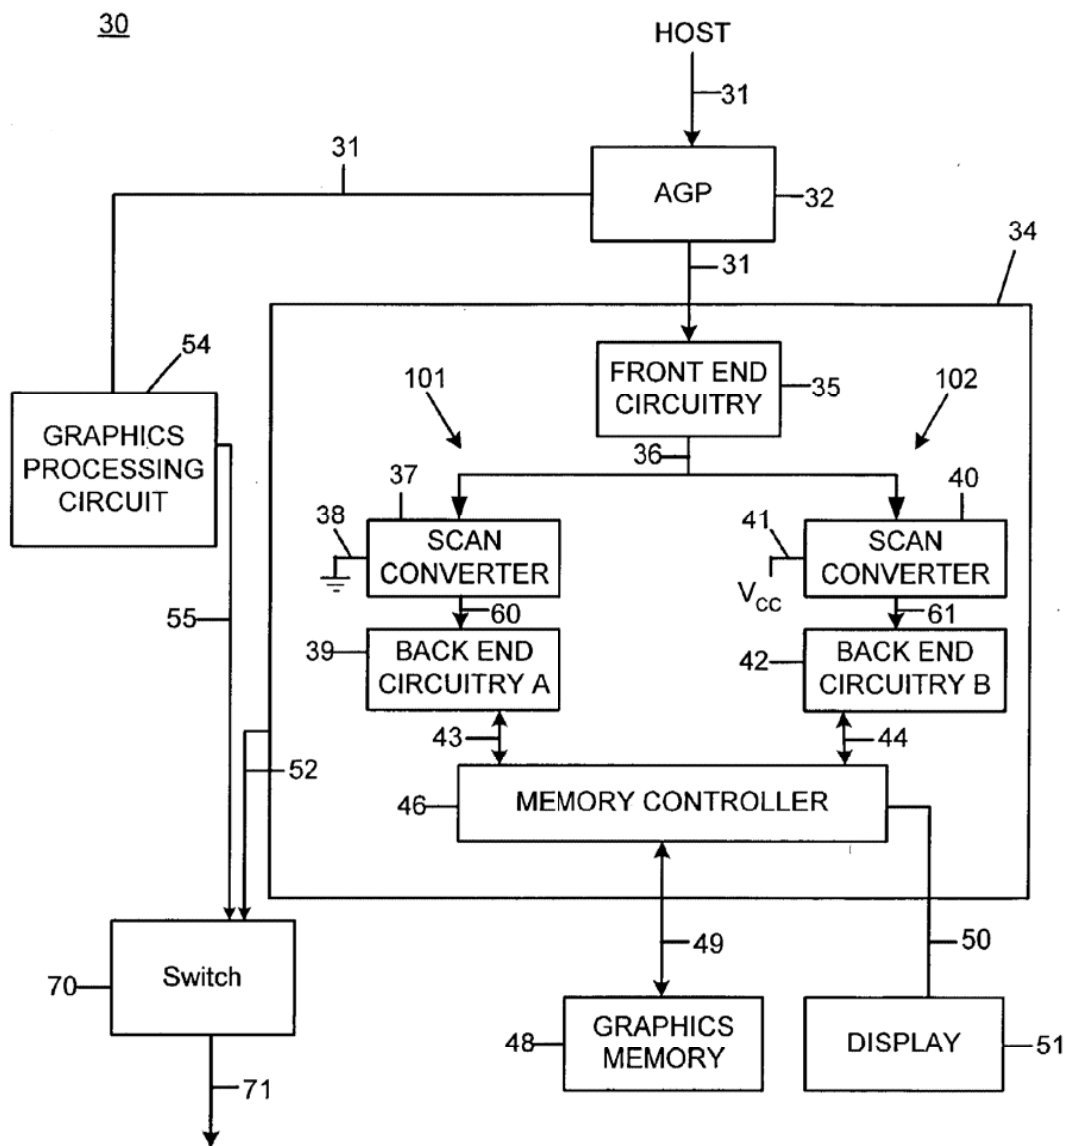 30
HOST
31
31
AGP
32
31
34
54
FRONT END
CIRCUITRY
35
101
102
GRAPHICS
PROCESSING
CIRCUIT
36
37
40
38
41
SCAN
CONVERTER
SCAN
CONVERTER
VCC
60
61
55
39
BACK END
CIRCUITRY A
42
BACK END
CIRCUITRY B
43
44
52
46
MEMORY CONTROLLER
49
50
70
Switch
48
GRAPHICS
MEMORY
DISPLAY
51
71